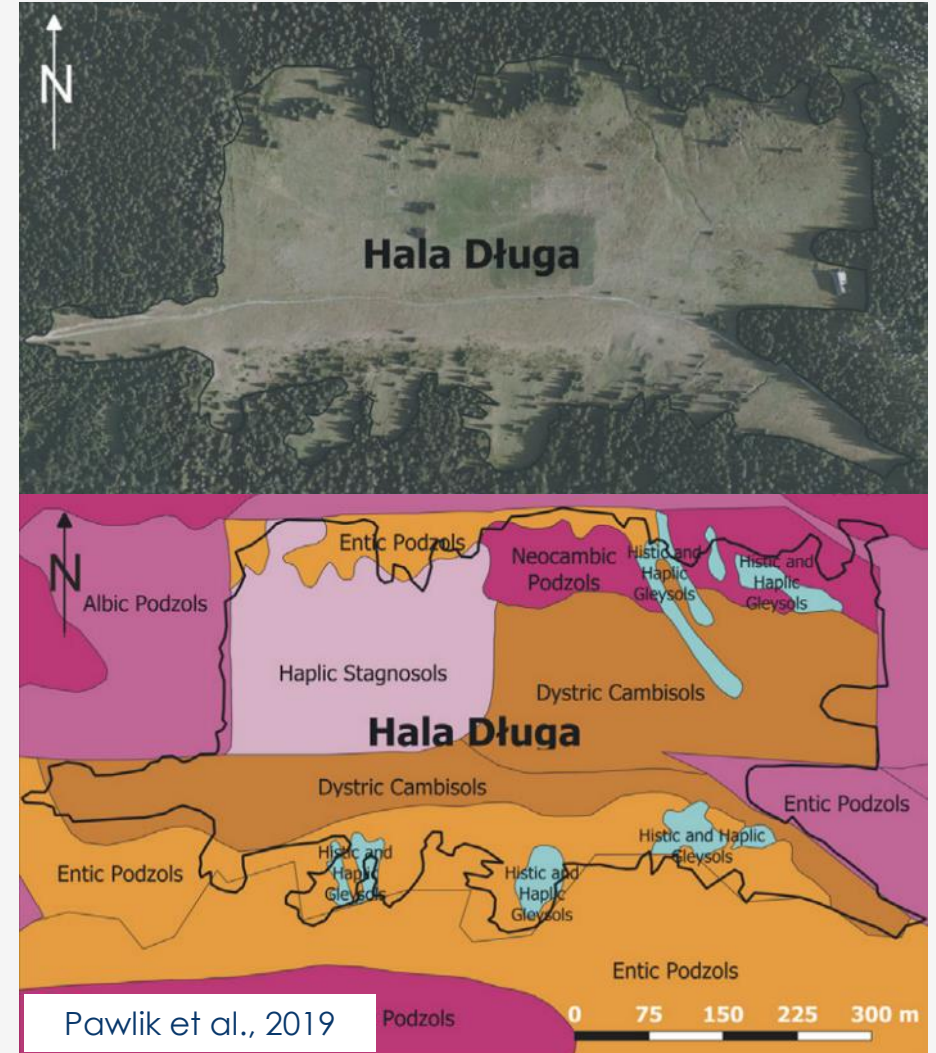 N
Hala Długa
N
Entic Podzols
Neocambic
Podzols
Histic and
Haplic
Gleysols
Histic and
Haplic
Gleysols
Albic Podzols
Haplic Stagnosols
Dystric Cambisols
Hala Długa
Dystric Cambisols
Entic Podzols
Histic and Haplic
Gleysols
Histic and
Haplic
Gleysols
Entic Podzols
Histic and
Haplic
Gleysols
Entic Podzols
Pawlik et al., 2019
Podzols
0 75 150 225 300 m